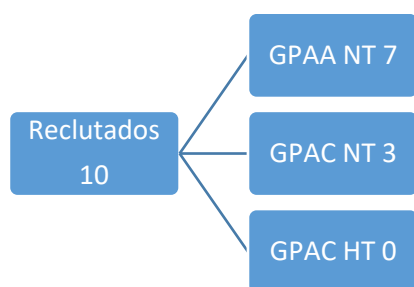 Reclutados
10
GPAA NT 7
GPAC NT 3
GPAC HT 0